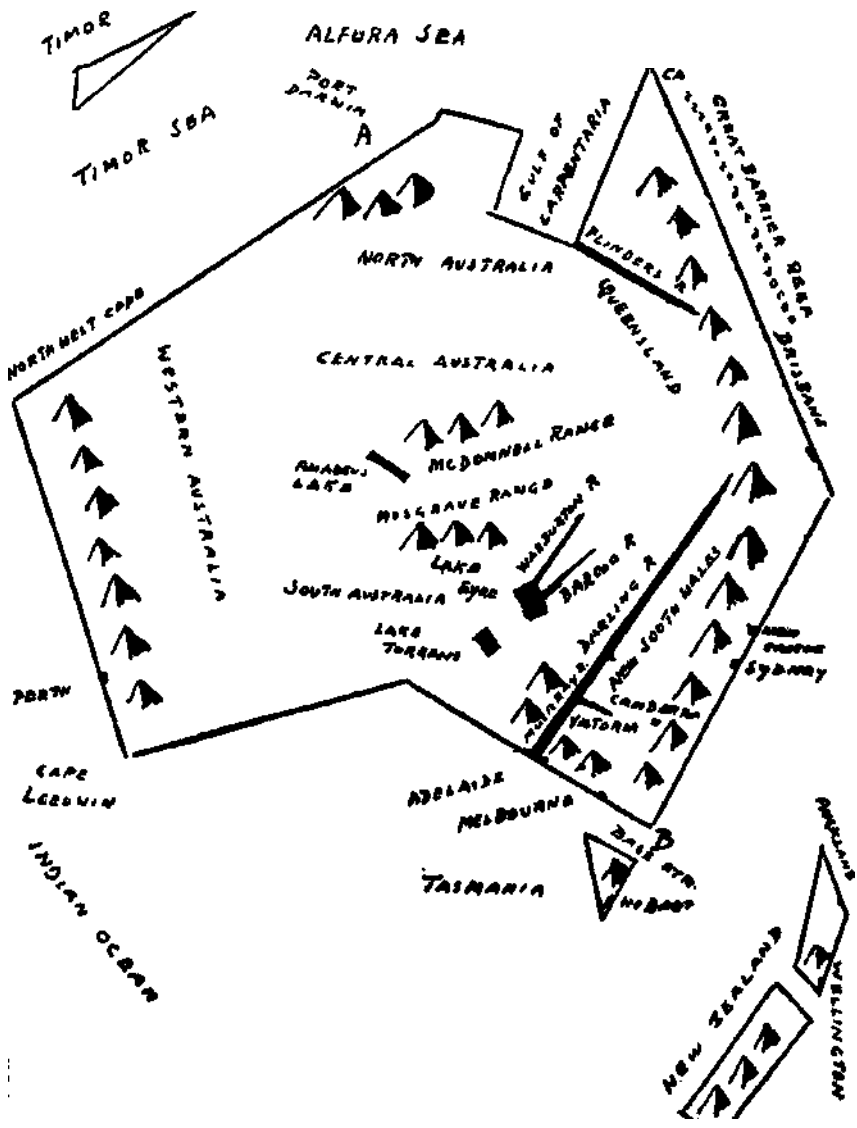 TIMOR
ALFURA SEA
PORT
DARWIN
A
TIMOR SEA
GULF OF
CARPENTARIA
GREAT BARRIER REEF
FLINDERS R
NORTH AUSTRALIA
QUEENSLAND
NORTH WEST CAPE
BRISBANE
WESTERN AUSTRALIA
CENTRAL AUSTRALIA
MCDONNELL RANGE
AMADEUS
LAKE
MUSGRAVE RANGE
WARBURTON R
LAKE
EYRE
BARCOO R
SOUTH AUSTRALIA
DARLING R
NEW SOUTH WALES
LAKE
TORRENS
MURRAY R
SYDNEY
CANBERRA
PERTH
CAPE
LEEUWIN
ADELAIDE
MELBOURNE
B
BASS STR
TASMANIA
HOBART
INDIAN OCEAN
AUCKLAND
NEW ZEALAND
WELLINGTON